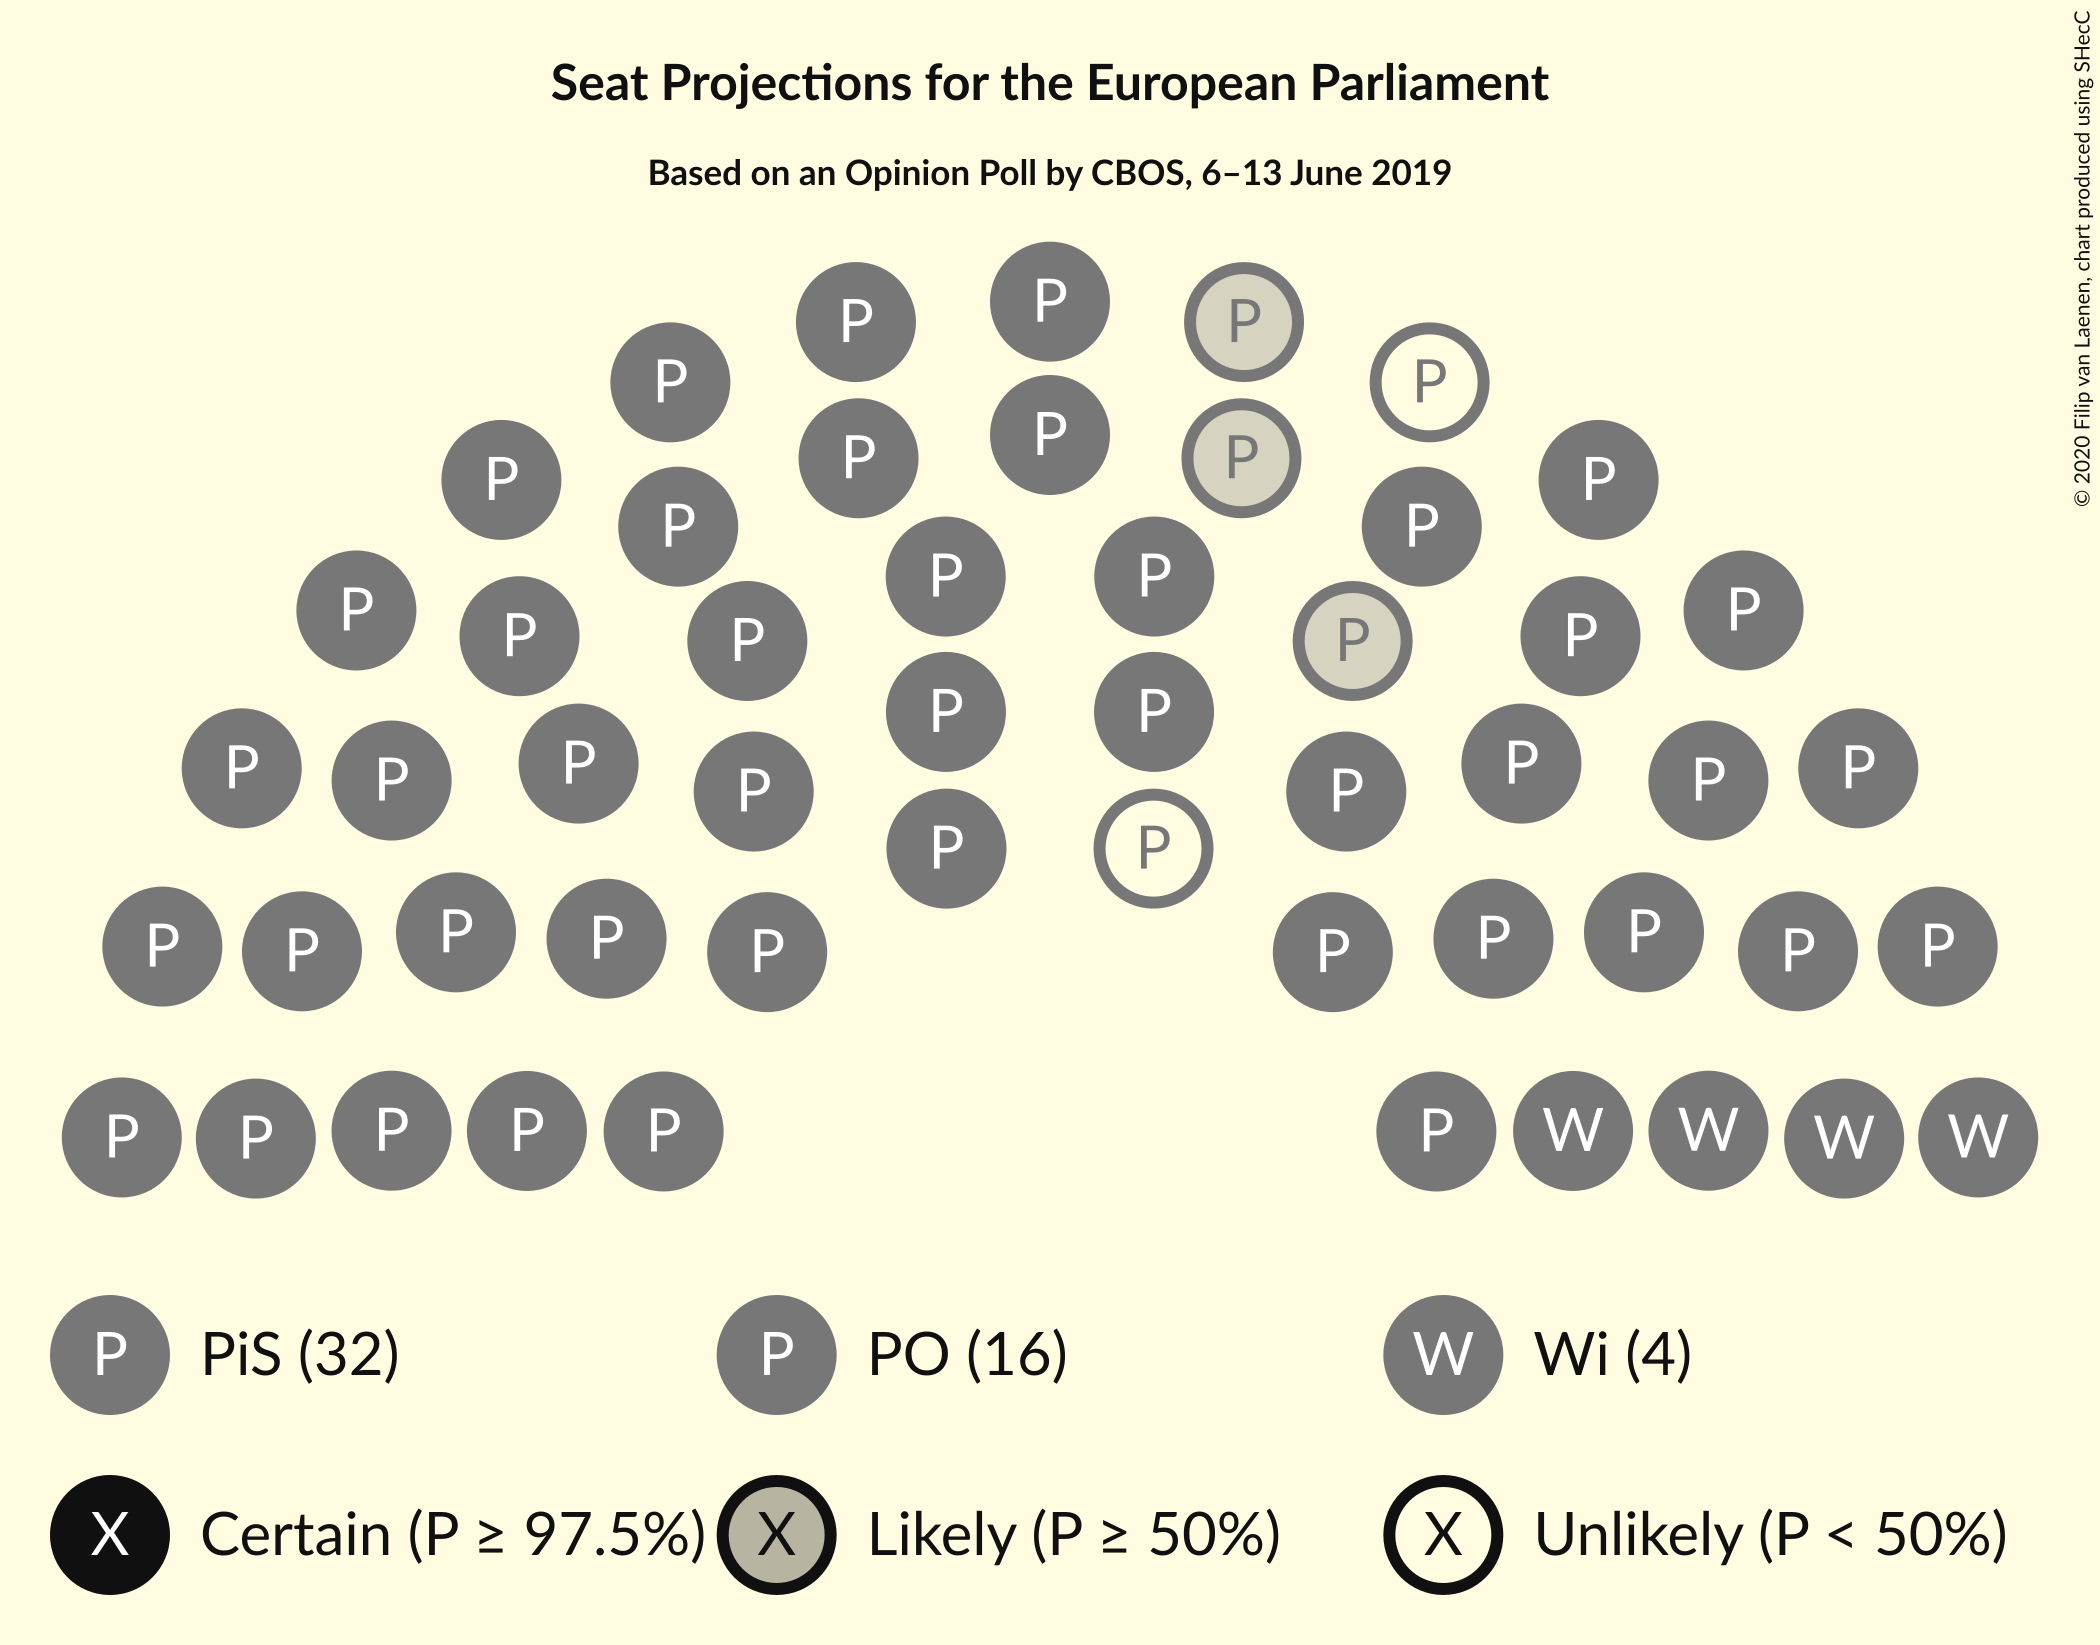 Seat Projections for the European Parliament
Based on an Opinion Poll by CBOS, 6–13 June 2019
© 2020 Filip van Laenen, chart produced using SHecC
P P P
P P
P P P
P P
P P
P P
P P
P P P P
P P
P P P P P P P P
P P
P P P P P P P P P P
P P P P P P W W W W
P PiS (32)
P PO (16)
W Wi (4)
X Certain (P ≥ 97.5%)
X Likely (P ≥ 50%)
X Unlikely (P < 50%)